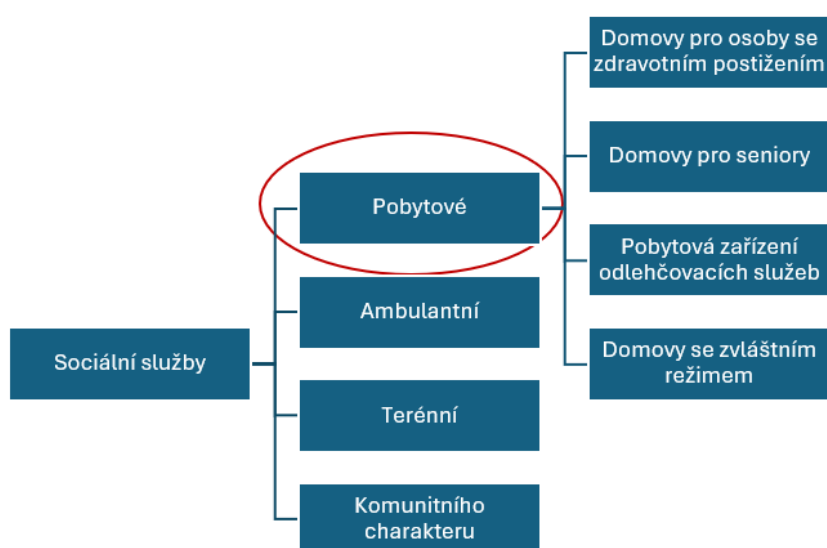 Sociální služby
Pobytové
Ambulantní
Terénní
Komunitního
charakteru
Domovy pro osoby se
zdravotním postižením
Domovy pro seniory
Pobytová zařízení
odlehčovacích služeb
Domovy se zvláštním
režimem